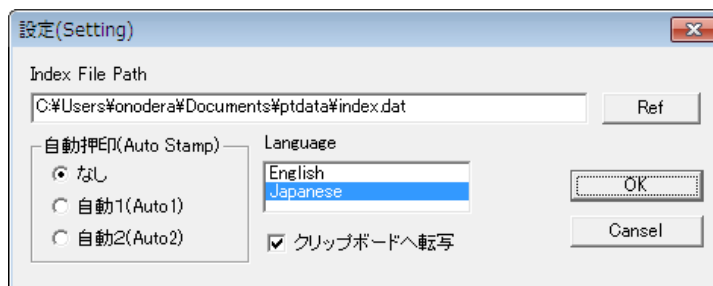 設定(Setting)
Index File Path
C:¥Users¥onodera¥Documents¥ptdata¥index.dat
Ref
自動押印(Auto Stamp)
なし
自動1(Auto1)
自動2(Auto2)
Language
English
Japanese
クリップボードへ転写
OK
Cansel